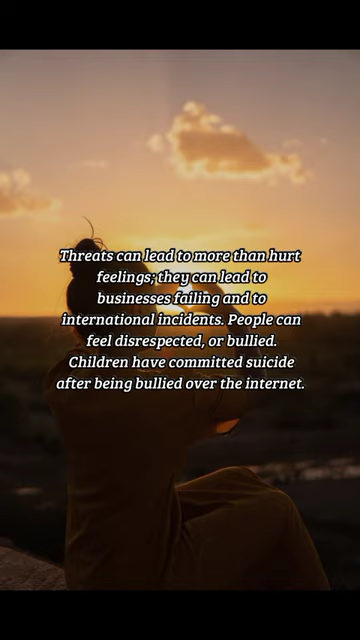 Threats can lead to more than hurt
feelings; they can lead to
businesses failing and to
international incidents. People can
feel disrespected, or bullied.
Children have committed suicide
after being bullied over the internet.